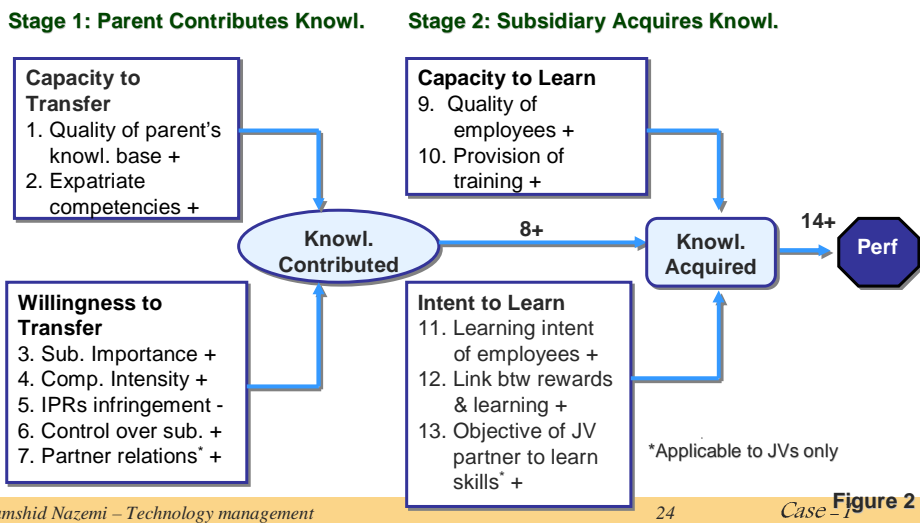 Stage 1: Parent Contributes Knowl.
Stage 2: Subsidiary Acquires Knowl.
Capacity to
Transfer
1. Quality of parent's
knowl. base +
2. Expatriate
competencies +
Capacity to Learn
9. Quality of
employees +
10. Provision of
training +
Knowl.
Contributed
8+
Knowl.
Acquired
14+
Perf
Willingness to
Transfer
3. Sub. Importance +
4. Comp. Intensity +
5. IPRs infringement -
6. Control over sub. +
7. Partner relations* +
Intent to Learn
11. Learning intent
of employees +
12. Link btw rewards
& learning +
13. Objective of JV
partner to learn
skills* +
*Applicable to JVs only
mshid Nazemi – Technology management
24
Case – 1
Figure 2